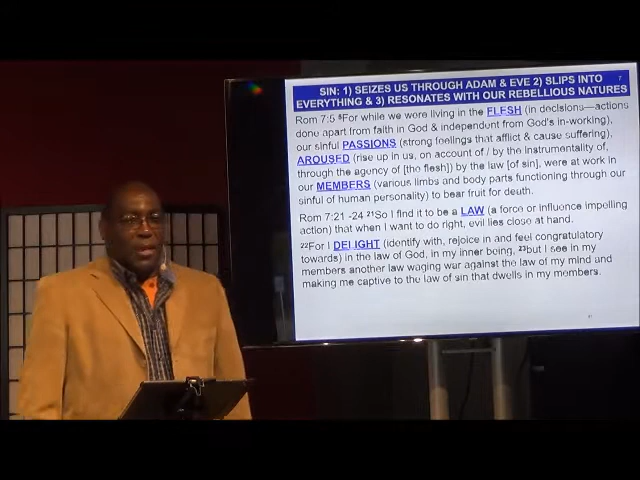 SIN: 1) SEIZES US THROUGH ADAM & EVE 2) SLIPS INTO
EVERYTHING & 3) RESONATES WITH OUR REBELLIOUS NATURES
7
Rom 7:5 ⁵For while we were living in the FLESH (in decisions—actions
done apart from faith in God & independent from God's in-working),
our sinful PASSIONS (strong feelings that afflict & cause suffering),
AROUSED (rise up in us, on account of / by the instrumentality of,
through the agency of [the flesh]) by the law [of sin], were at work in
our MEMBERS (various limbs and body parts functioning through our
sinful of human personality) to bear fruit for death.
Rom 7:21 -24 ²¹So I find it to be a LAW (a force or influence impelling
action) that when I want to do right, evil lies close at hand.
²²For I DELIGHT (identify with, rejoice in and feel congratulatory
towards) in the law of God, in my inner being, ²³but I see in my
members another law waging war against the law of my mind and
making me captive to the law of sin that dwells in my members.